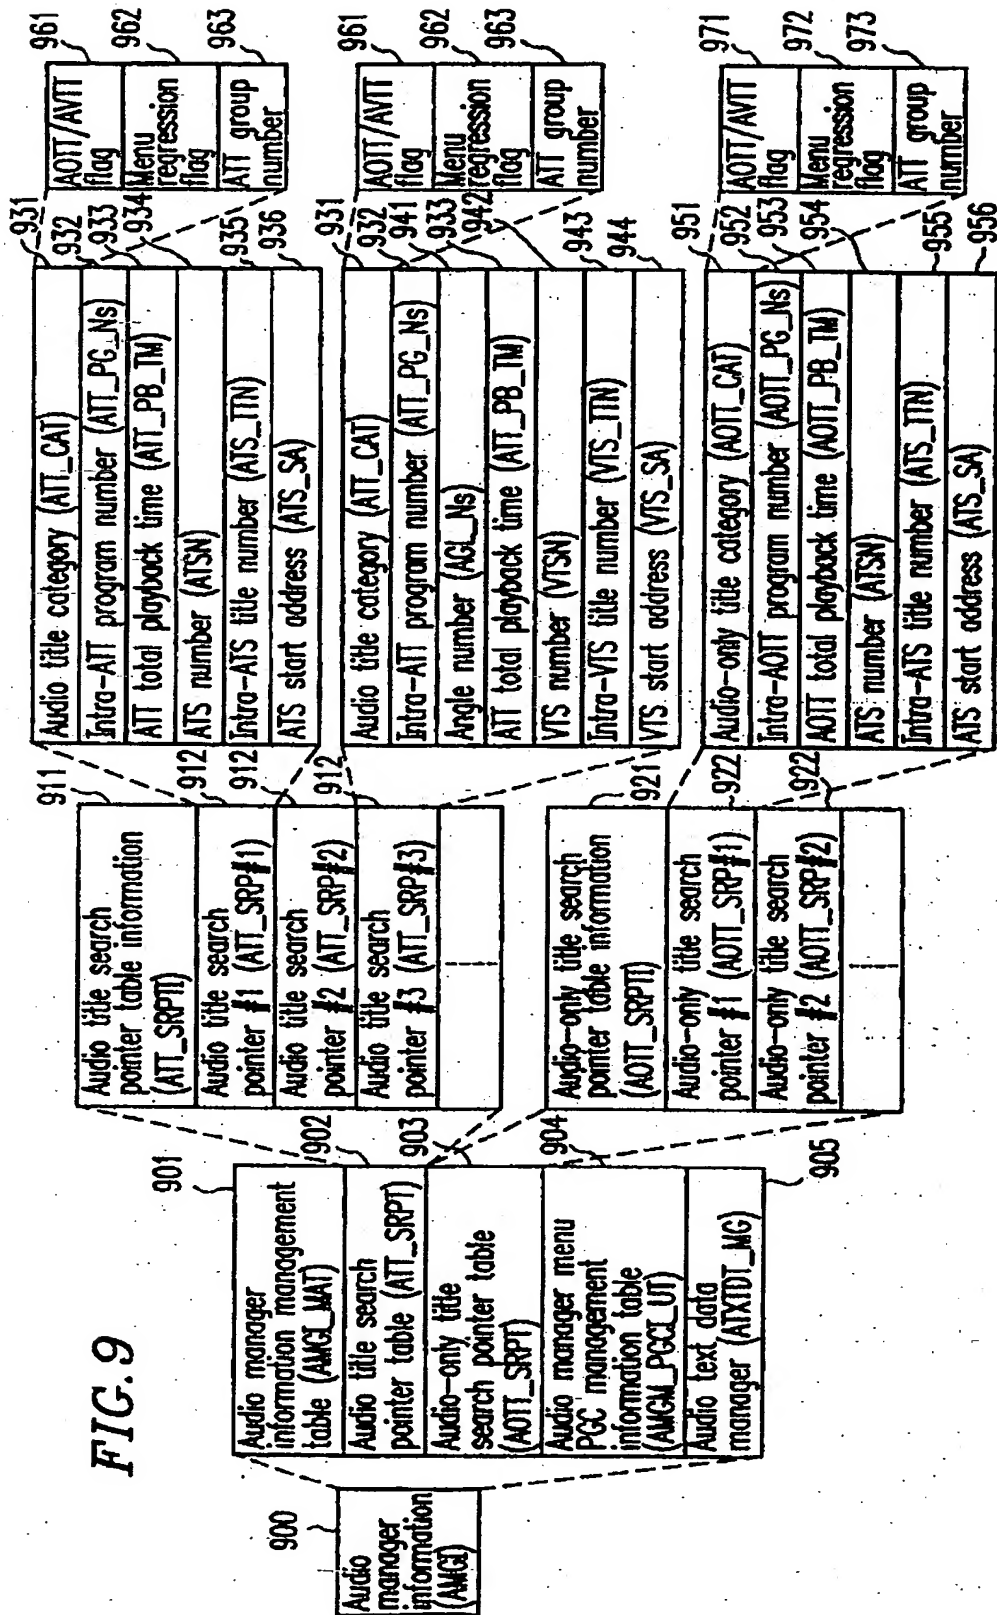 FIG.9
900
Audio
manager
information
(AMGI)
901
Audio manager
information management
table (AMGI_MAT)
902
Audio title search
pointer table (ATT_SRPT)
903
Audio-only title
search pointer table
(AOTT_SRPT)
904
Audio manager menu
PGC management
information table
(AMGM_PGCI_UT)
905
Audio text data
manager (ATXTDT_MG)
911
Audio title search
pointer table information
(ATT_SRPTI)
912
Audio title search
pointer #1 (ATT_SRP#1)
912
Audio title search
pointer #2 (ATT_SRP#2)
912
Audio title search
pointer #3 (ATT_SRP#3)
921
Audio-only title search
pointer table information
(AOTT_SRPTI)
922
Audio-only title search
pointer #1 (AOTT_SRP#1)
922
Audio-only title search
pointer #2 (AOTT_SRP#2)
931
Audio title category (ATT_CAT)
932
Intra-ATT program number (ATT_PG_Ns)
933
ATT total playback time (ATT_PB_TM)
934
ATS number (ATSN)
935
Intra-ATS title number (ATS_TTN)
936
ATS start address (ATS_SA)
931
Audio title category (ATT_CAT)
932
Intra-ATT program number (ATT_PG_Ns)
941
Angle number (AGL_Ns)
933
ATT total playback time (ATT_PB_TM)
942
VTS number (VTSN)
943
Intra-VTS title number (VTS_TTN)
944
VTS start address (VTS_SA)
951
Audio-only title category (AOTT_CAT)
952
Intra-AOTT program number (AOTT_PG_Ns)
953
AOTT total playback time (AOTT_PB_TM)
954
ATS number (ATSN)
955
Intra-ATS title number (ATS_TTN)
956
ATS start address (ATS_SA)
961
AOTT/AVTT
flag
962
Menu
regression
flag
963
ATT group
number
961
AOTT/AVTT
flag
962
Menu
regression
flag
963
ATT group
number
971
AOTT/AVTT
flag
972
Menu
regression
flag
973
ATT group
number